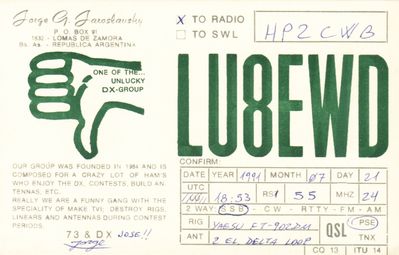 Jorge G. Jaroslavsky
P. O. BOX 91
1832 - LOMAS DE ZAMORA
Bs. As. - REPUBLICA ARGENTINA
X TO RADIO
TO SWL
HP2CWB
ONE OF THE...
UNLUCKY
DX-GROUP
LU8EWD
OUR GROUP WAS FOUNDED IN 1984 AND IS
COMPOSED FOR A CRAZY LOT OF HAM'S
WHO ENJOY THE DX, CONTESTS, BUILD AN-
TENNAS, ETC.
REALLY WE ARE A FUNNY GANG WITH THE
SPECIALITY OF MAKE TVI; DESTROY RIGS,
LINEARS AND ANTENNAS DURING CONTEST
PERIODS.
73 & DX JOSE!!
Jorge
CONFIRM:
DATE YEAR 1991 MONTH 07 DAY 21
UTC 18:53 RST 55 MHZ 24
2 WAY: SSB - CW - RTTY - FM - AM
RIG YAESU FT-902DM
ANT 2 EL. DELTA LOOP
QSL PSE
TNX
CQ 13 ITU 14